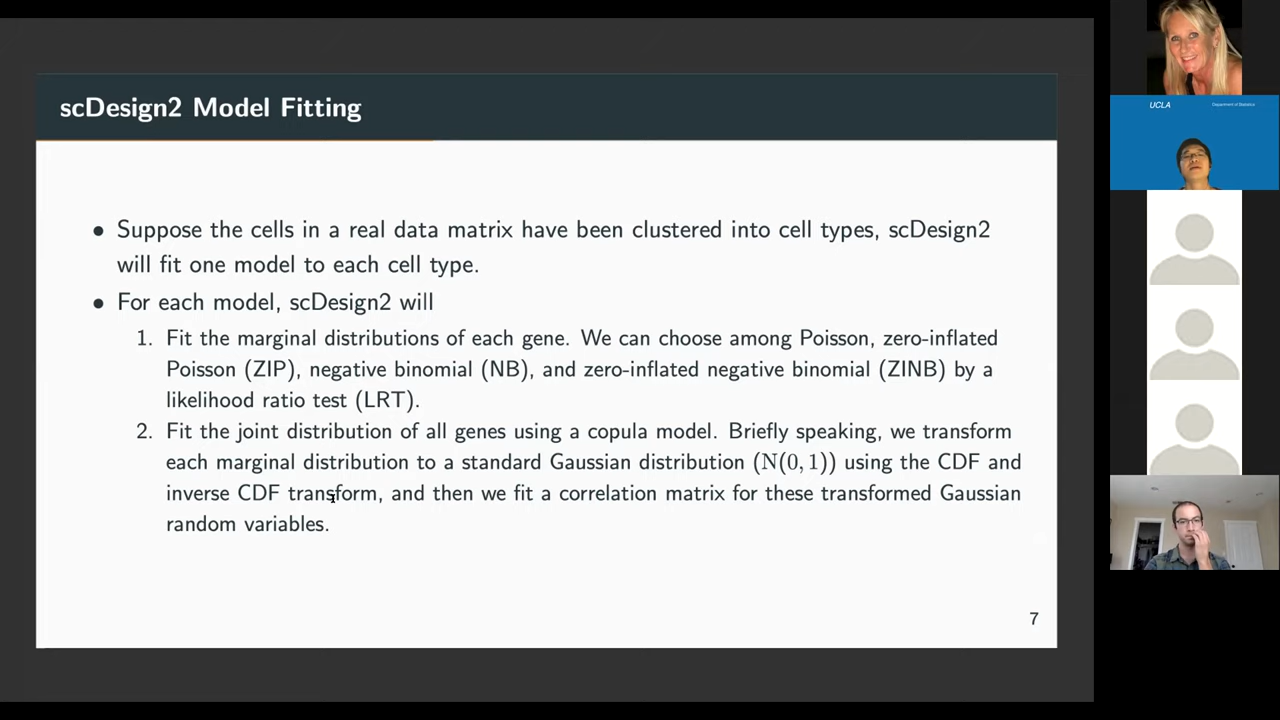 scDesign2 Model Fitting
• Suppose the cells in a real data matrix have been clustered into cell types, scDesign2
will fit one model to each cell type.
• For each model, scDesign2 will
1. Fit the marginal distributions of each gene. We can choose among Poisson, zero-inflated
Poisson (ZIP), negative binomial (NB), and zero-inflated negative binomial (ZINB) by a
likelihood ratio test (LRT).
2. Fit the joint distribution of all genes using a copula model. Briefly speaking, we transform
each marginal distribution to a standard Gaussian distribution (N(0, 1)) using the CDF and
inverse CDF transform, and then we fit a correlation matrix for these transformed Gaussian
random variables.
7
UCLA
Department of Statistics